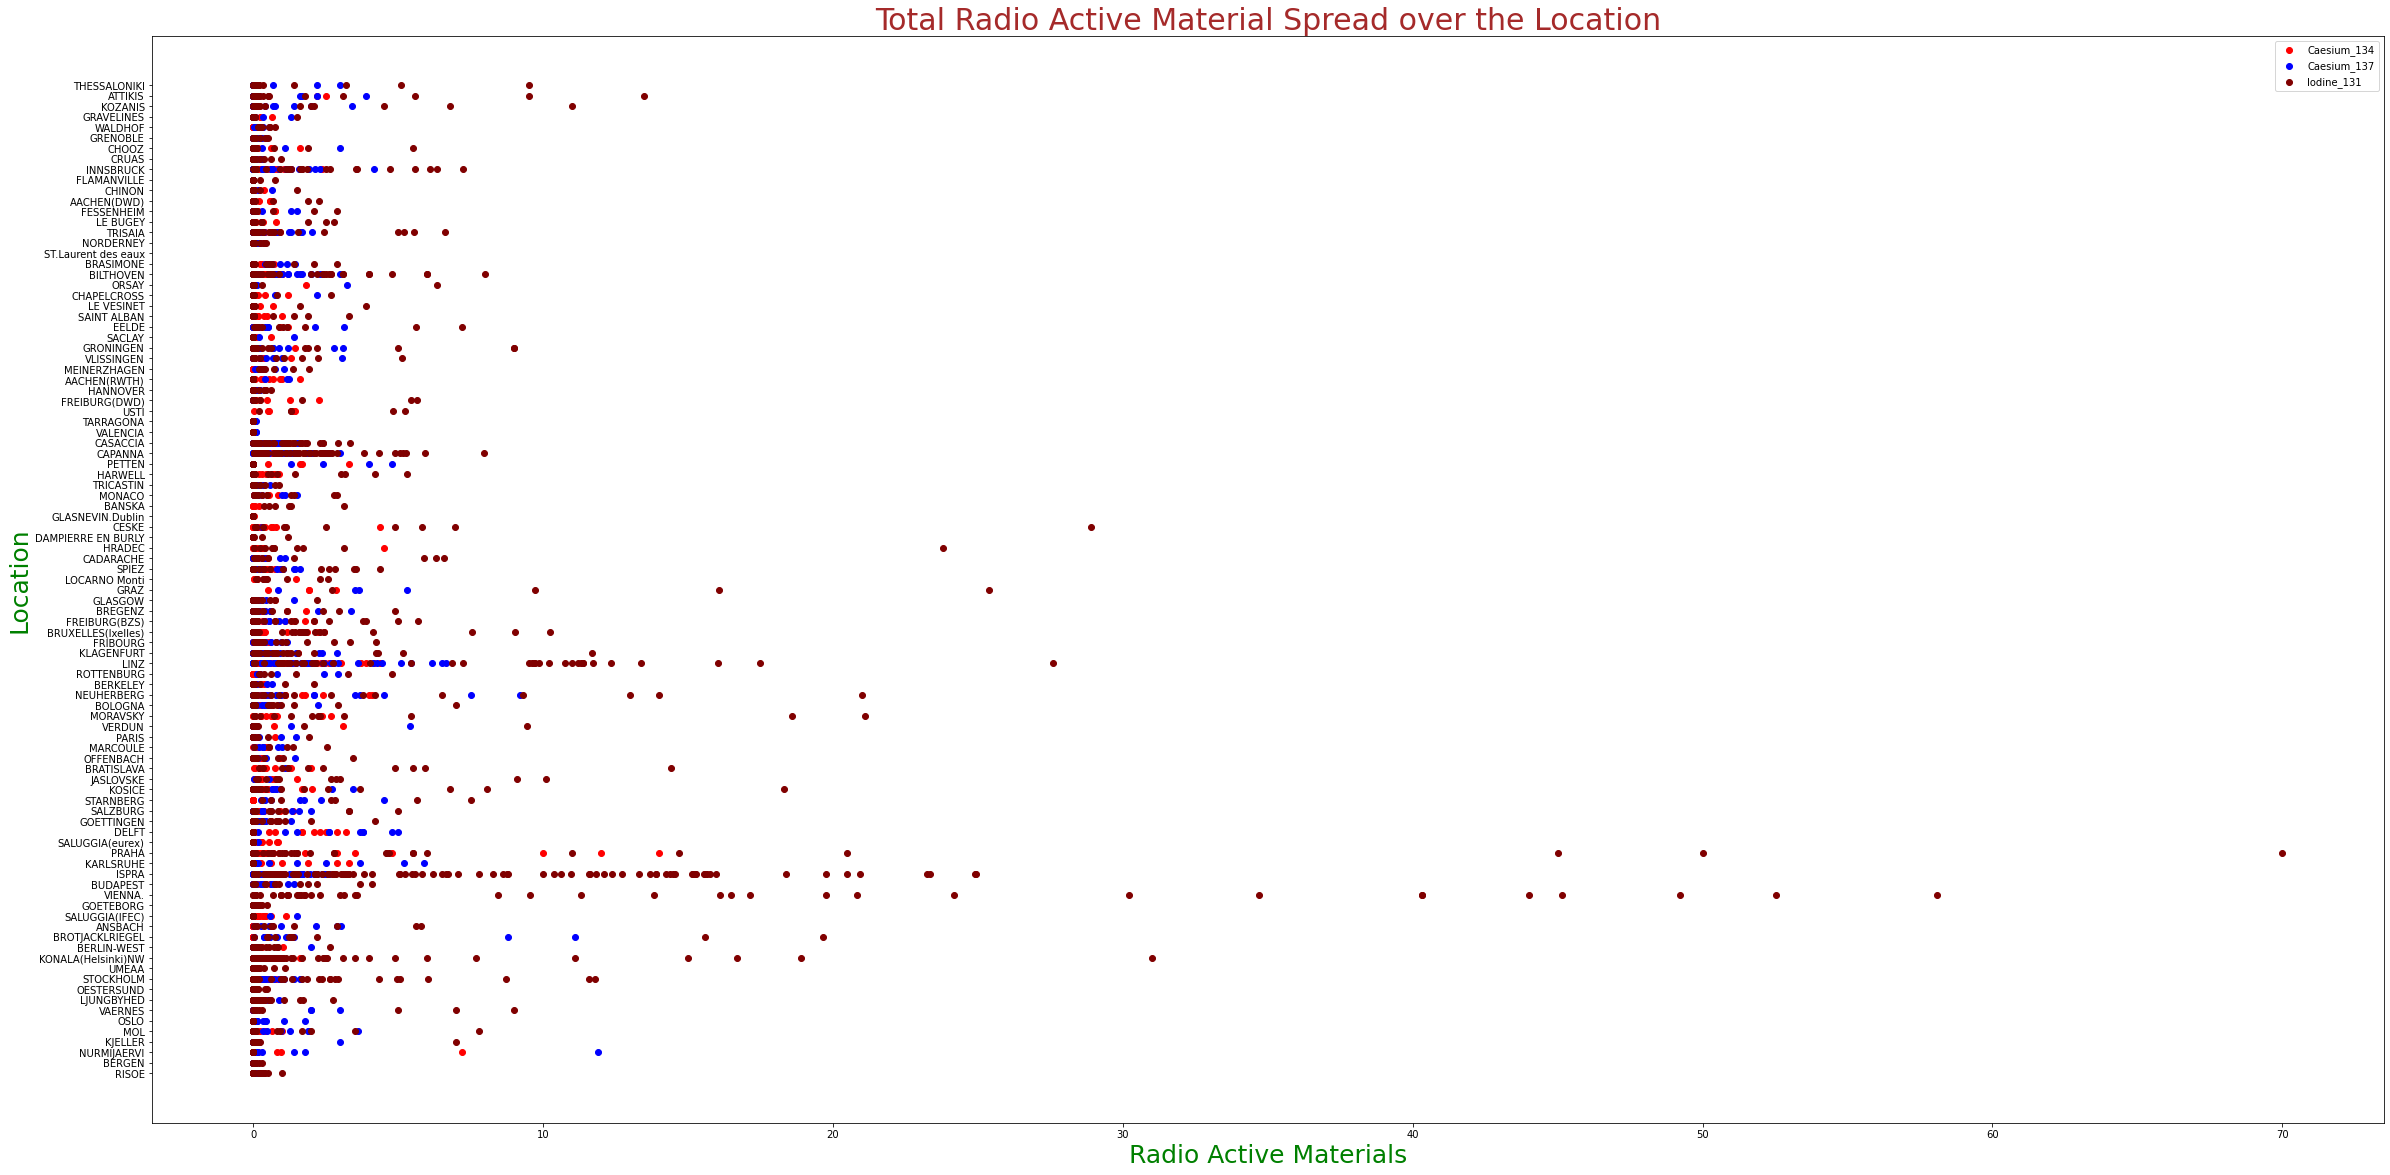 Total Radio Active Material Spread over the Location
Caesium_134
Caesium_137
Iodine_131
THESSALONIKI
ATTIKIS
KOZANIS
GRAVELINES
WALDHOF
GRENOBLE
CHOOZ
CRUAS
INNSBRUCK
FLAMANVILLE
CHINON
AACHEN(DWD)
FESSENHEIM
LE BUGEY
TRISAIA
NORDERNEY
ST.Laurent des eaux
BRASIMONE
BILTHOVEN
ORSAY
CHAPELCROSS
LE VESINET
SAINT ALBAN
EELDE
SACLAY
GRONINGEN
VLISSINGEN
MEINERZHAGEN
AACHEN(RWTH)
HANNOVER
FREIBURG(DWD)
USTI
TARRAGONA
VALENCIA
CASACCIA
CAPANNA
PETTEN
HARWELL
TRICASTIN
MONACO
BANSKA
GLASNEVIN.Dublin
CESKE
DAMPIERRE EN BURLY
HRADEC
CADARACHE
SPIEZ
LOCARNO Monti
GRAZ
GLASGOW
BREGENZ
FREIBURG(BZS)
BRUXELLES(Ixelles)
FRIBOURG
KLAGENFURT
LINZ
ROTTENBURG
BERKELEY
NEUHERBERG
BOLOGNA
MORAVSKY
VERDUN
PARIS
MARCOULE
OFFENBACH
BRATISLAVA
JASLOVSKE
KOSICE
STARNBERG
SALZBURG
GOETTINGEN
DELFT
SALUGGIA(eurex)
PRAHA
KARLSRUHE
ISPRA
BUDAPEST
VIENNA.
GOETEBORG
SALUGGIA(IFEC)
ANSBACH
BROTJACKLRIEGEL
BERLIN-WEST
KONALA(Helsinki)NW
UMEAA
STOCKHOLM
OESTERSUND
LJUNGBYHED
VAERNES
OSLO
MOL
KJELLER
NURMIJAERVI
BERGEN
RISOE
Location
0 10 20 30 40 50 60 70
Radio Active Materials